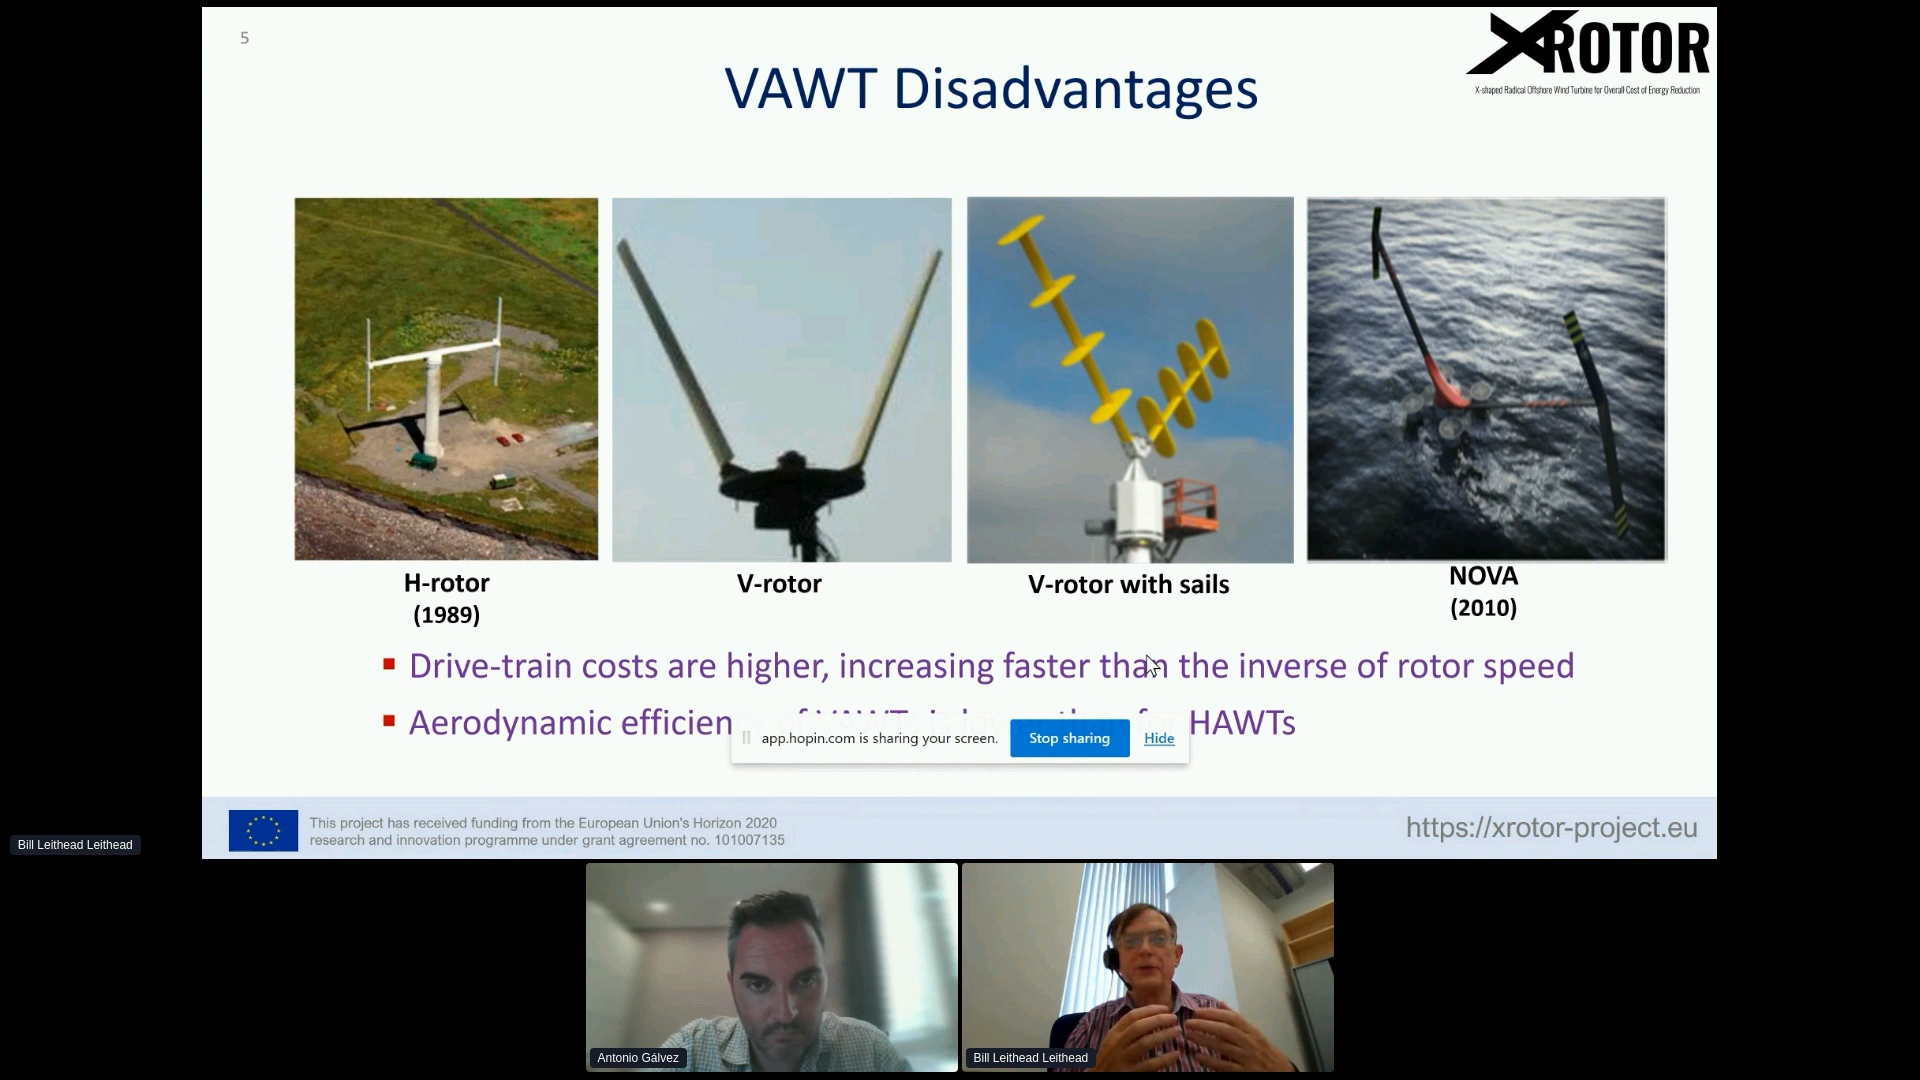 5
XROTOR
X-shaped Radical Offshore Wind Turbine for Overall Cost of Energy Reduction
VAWT Disadvantages
H-rotor
(1989)
V-rotor
V-rotor with sails
NOVA
(2010)
Drive-train costs are higher, increasing faster than the inverse of rotor speed
Aerodynamic efficiency of VAWTs is lower than for HAWTs
app.hopin.com is sharing your screen.
Stop sharing
Hide
This project has received funding from the European Union's Horizon 2020
research and innovation programme under grant agreement no. 101007135
https://xrotor-project.eu
Bill Leithead Leithead
Antonio Gálvez
Bill Leithead Leithead